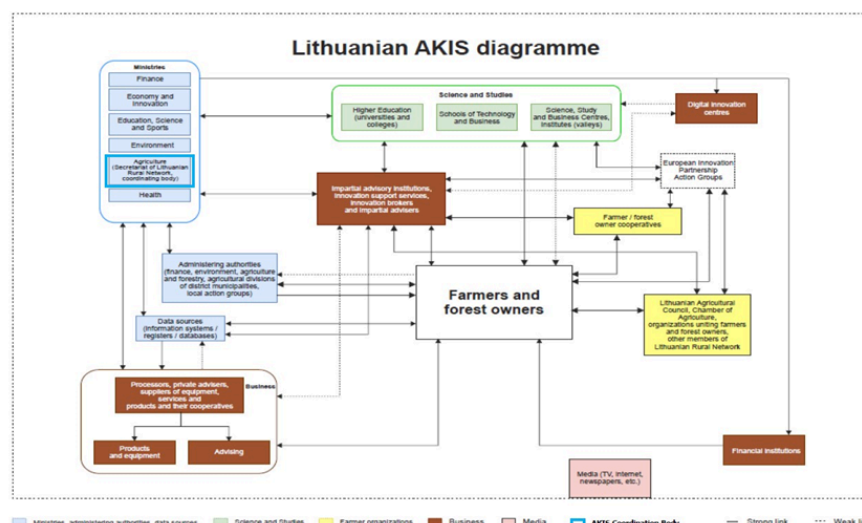 Lithuanian AKIS diagramme
Ministries
Finance
Economy and
Innovation
Education, Science
and Sports
Environment
Agriculture
(Secretariat of Lithuanian
Rural Network,
coordinating body)
Health
Science and Studies
Higher Education
(universities and
colleges)
Schools of Technology
and Business
Science, Study
and Business Centres,
Institutes (valleys)
Digital innovation
centres
European Innovation
Partnership
Action Groups
Impartial advisory institutions,
innovation support services,
innovation brokers
and impartial advisers
Farmer / forest
owner cooperatives
Administering authorities
(finance, environment, agriculture
and forestry, agricultural divisions
of district municipalities,
local action groups)
Farmers and
forest owners
Data sources
(information systems /
registers / databases)
Lithuanian Agricultural
Council, Chamber of
Agriculture,
organizations uniting farmers
and forest owners,
other members of
Lithuanian Rural Network
Business
Processors, private advisers,
suppliers of equipment,
services and
products and their cooperatives
Products
and equipment
Advising
Financial institutions
Media (TV, internet,
newspapers, etc.)
Ministries, administering authorities, data sources
Science and Studies
Farmer organizations
Business
Media
AKIS Coordination Body
Strong link
Weak